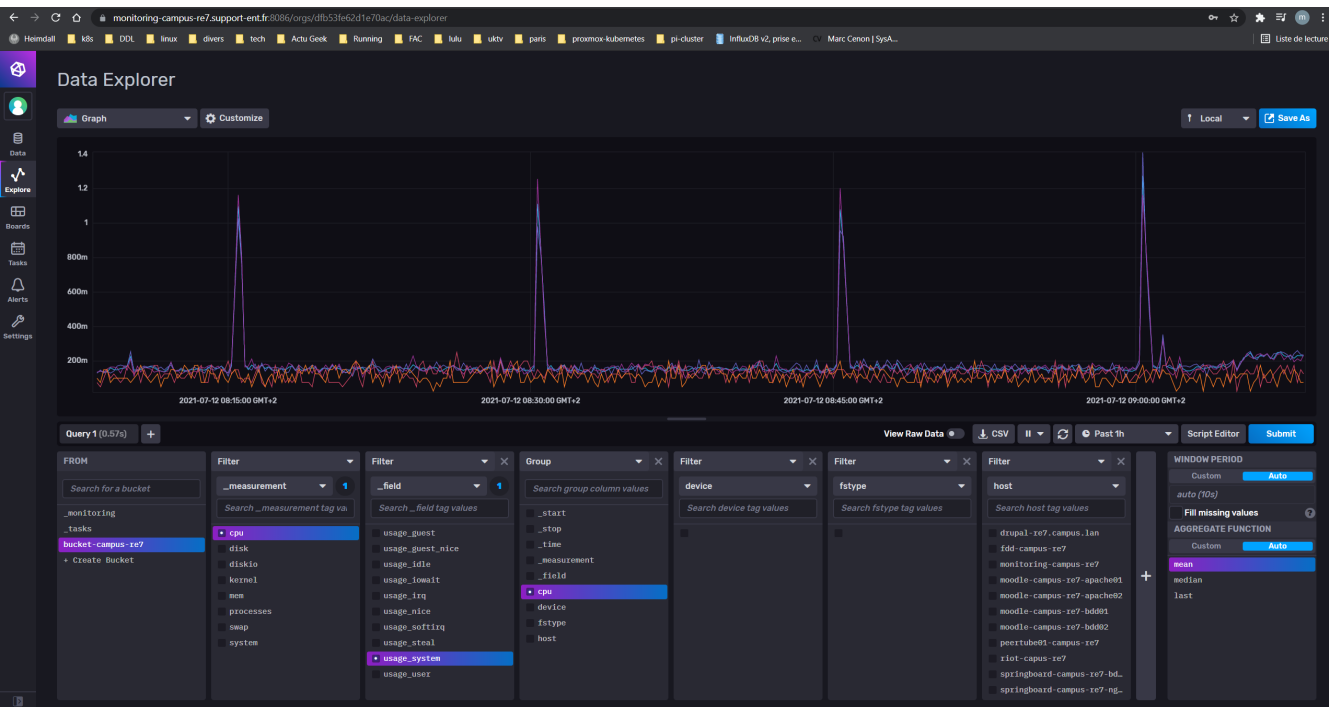 monitoring-campus-re7.support-ent.fr:8086/orgs/dfb53fe62d1e70ac/data-explorer
m
Heimdall k8s DDL linux divers tech Actu Geek Running FAC lulu uktv paris proxmox-kubernetes pi-cluster InfluxDB v2, prise e... CV Marc Cenon | SysA... Liste de lecture
Data Explorer
Graph Customize Local Save As
Data
Explore
Boards
Tasks
Alerts
Settings
1.4
1.2
1
800m
600m
400m
200m
2021-07-12 08:15:00 GMT+2 2021-07-12 08:30:00 GMT+2 2021-07-12 08:45:00 GMT+2 2021-07-12 09:00:00 GMT+2
Query 1 (0.57s) + View Raw Data CSV Past 1h Script Editor Submit
FROM
Search for a bucket
_monitoring
_tasks
bucket-campus-re7
+ Create Bucket
Filter
_measurement 1
Search _measurement tag va
cpu
disk
diskio
kernel
mem
processes
swap
system
Filter
_field 1
Search _field tag values
usage_guest
usage_guest_nice
usage_idle
usage_iowait
usage_irq
usage_nice
usage_softirq
usage_steal
usage_system
usage_user
Group
Search group column values
_start
_stop
_time
_measurement
_field
cpu
device
fstype
host
Filter
device
Search device tag values
Filter
fstype
Search fstype tag values
Filter
host
Search host tag values
drupal-re7.campus.lan
fdd-campus-re7
monitoring-campus-re7
moodle-campus-re7-apache01
moodle-campus-re7-apache02
moodle-campus-re7-bdd01
moodle-campus-re7-bdd02
peertube01-campus-re7
riot-capus-re7
springboard-campus-re7-bd…
springboard-campus-re7-ng…
+
WINDOW PERIOD
Custom Auto
auto (10s)
Fill missing values ?
AGGREGATE FUNCTION
Custom Auto
mean
median
last